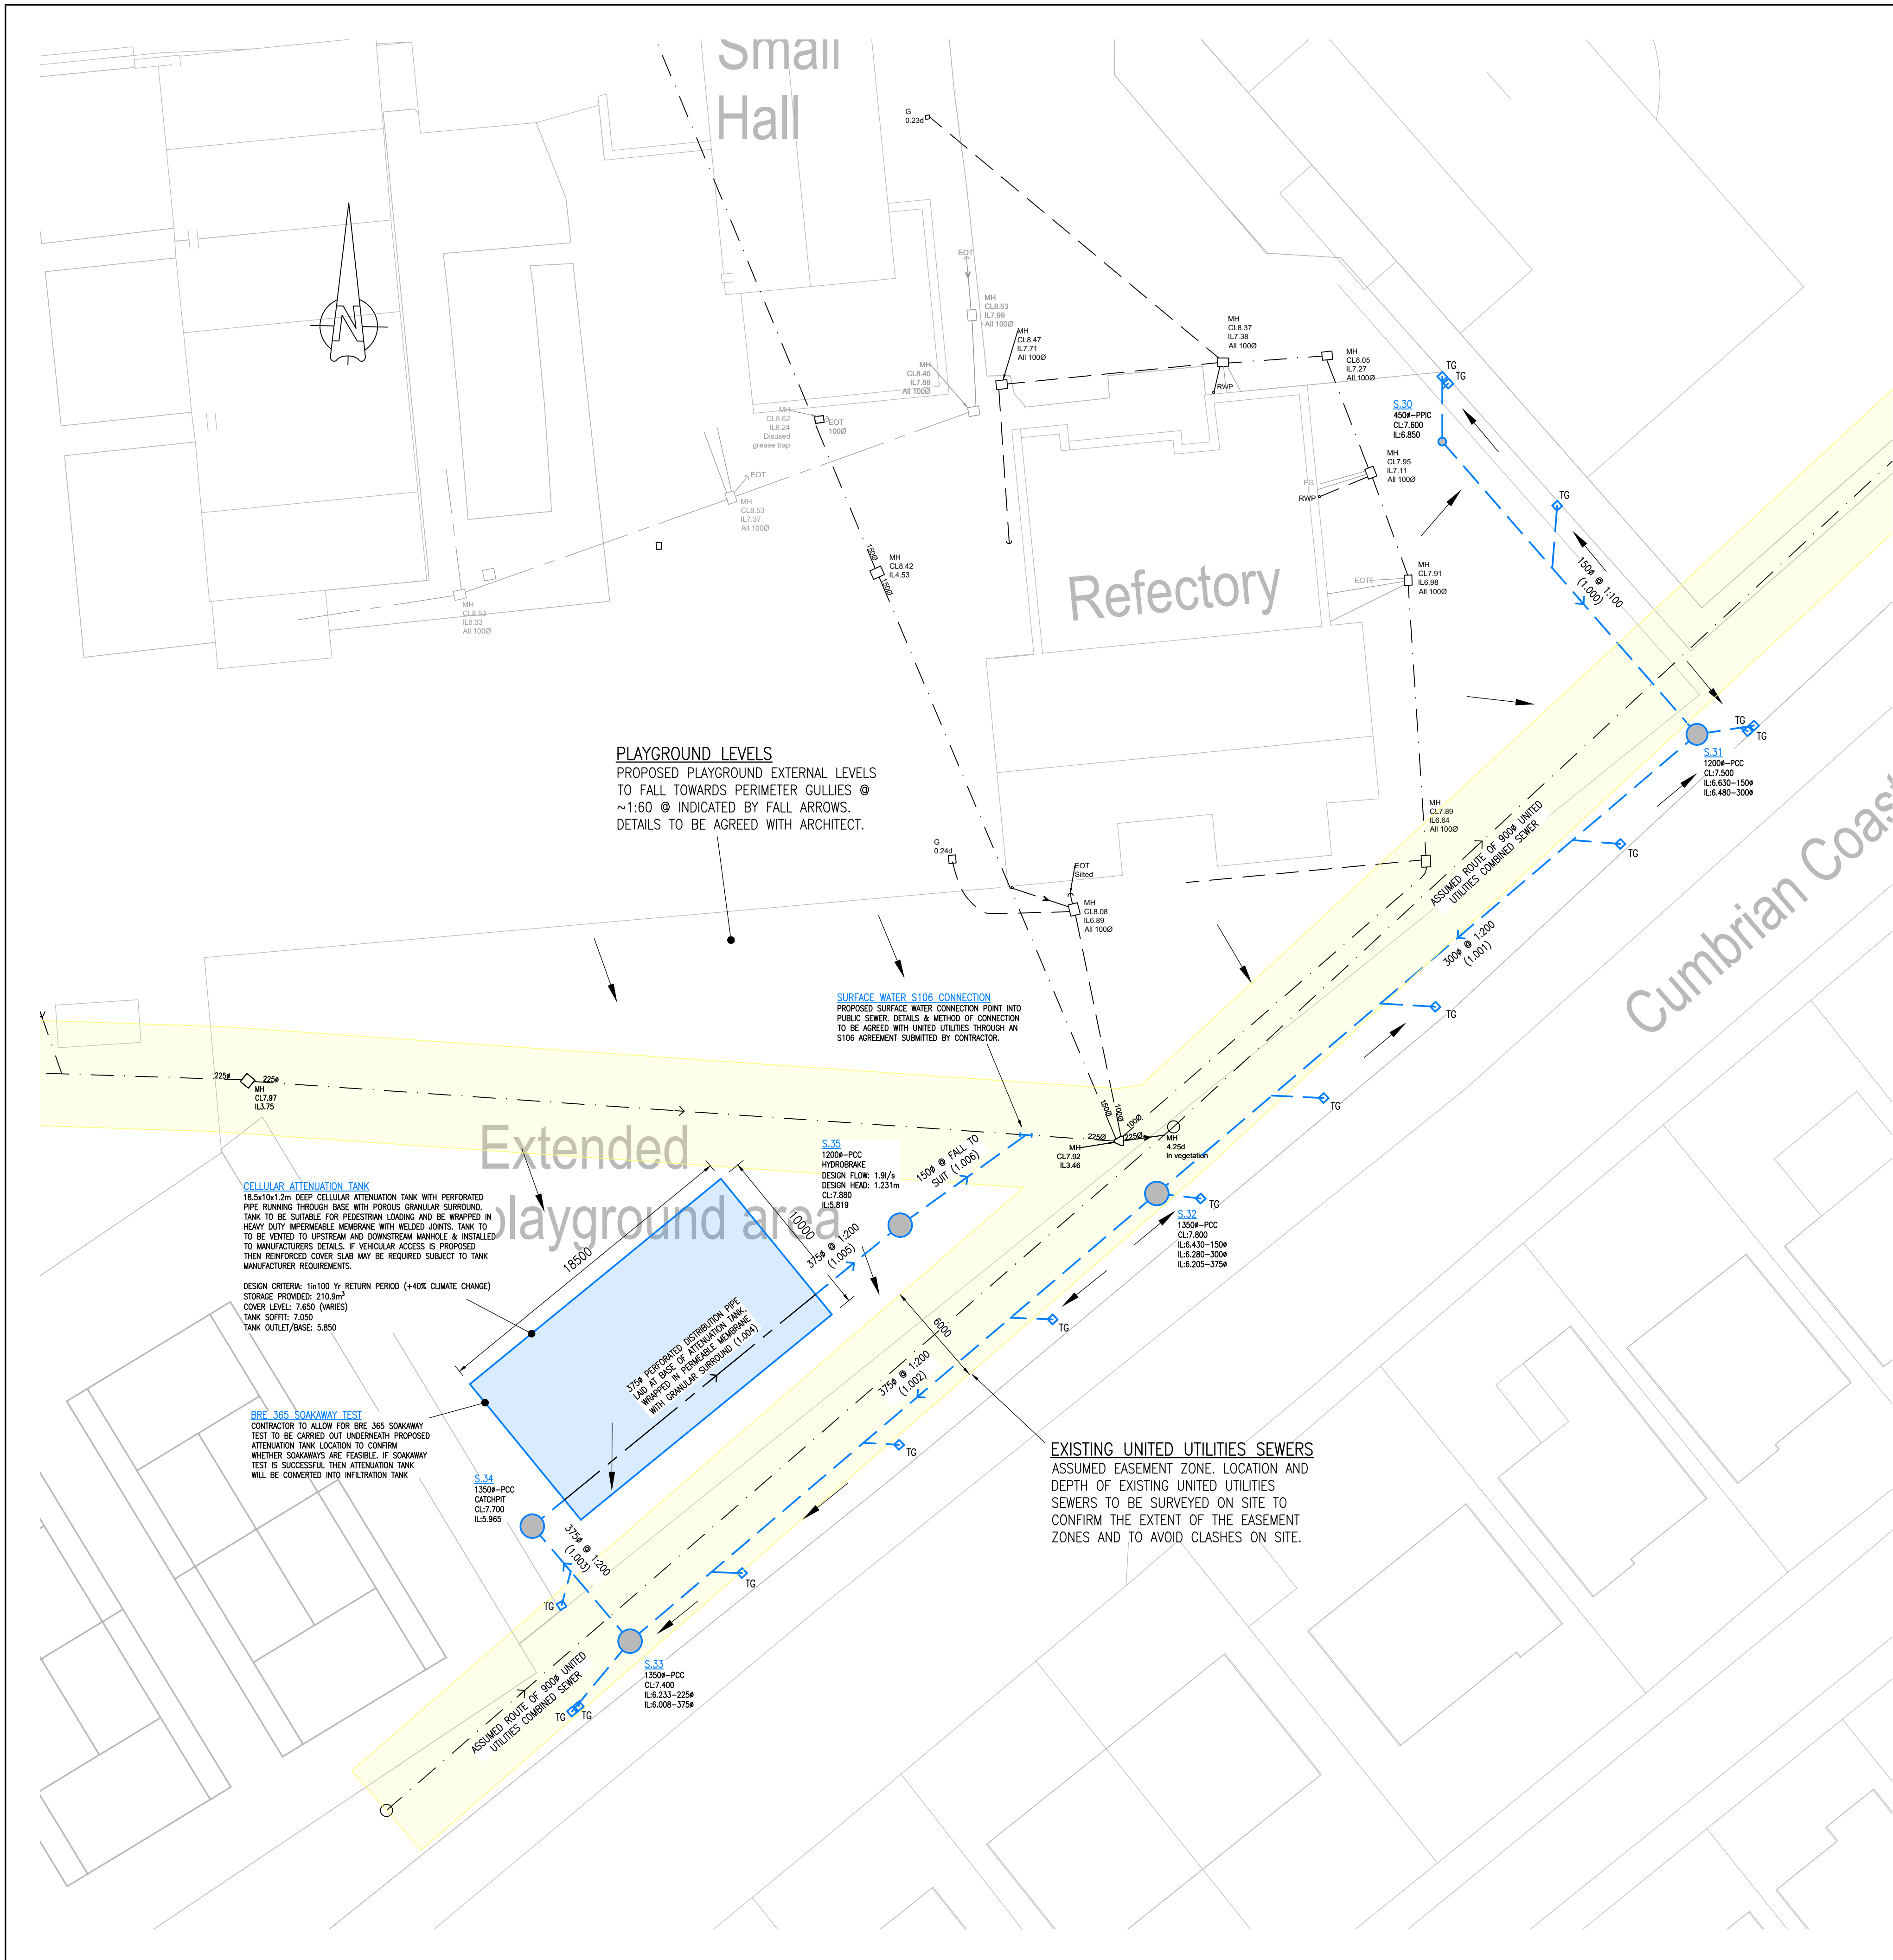 Small
Hall
G
0.23d
N
EOT
MH
CL8.53
IL7.99
All 100Ø
MH
CL8.47
IL7.71
All 100Ø
MH
CL8.37
IL7.38
All 100Ø
MH
CL8.05
IL7.27
All 100Ø
RWP
MH
CL8.46
IL7.88
All 100Ø
MH
CL8.62
IL8.24
Disused
grease trap
EOT
100Ø
TG
TG
S.30
450ø-PPIC
CL:7.600
IL:6.850
MH
CL7.95
IL7.11
All 100Ø
FG
RWP
EOT
MH
CL8.53
IL7.37
All 100Ø
TG
150Ø
150Ø
MH
CL8.42
IL4.53
Refectory
EOT
MH
CL7.91
IL6.98
All 100Ø
150ø @ 1:100
(1.000)
MH
CL8.53
IL6.33
All 100Ø
TG
TG
S.31
1200ø-PCC
CL:7.500
IL:6.630-150ø
IL:6.480-300ø
PLAYGROUND LEVELS
PROPOSED PLAYGROUND EXTERNAL LEVELS
TO FALL TOWARDS PERIMETER GULLIES @
~1:60 @ INDICATED BY FALL ARROWS.
DETAILS TO BE AGREED WITH ARCHITECT.
MH
CL7.89
IL6.64
All 100Ø
ASSUMED ROUTE OF 900ø UNITED
UTILITIES COMBINED SEWER
TG
Cumbrian Coast
G
0.24d
EOT
Silted
MH
CL8.08
IL6.89
All 100Ø
300ø @ 1:200
(1.001)
TG
SURFACE WATER S106 CONNECTION
PROPOSED SURFACE WATER CONNECTION POINT INTO
PUBLIC SEWER. DETAILS & METHOD OF CONNECTION
TO BE AGREED WITH UNITED UTILITIES THROUGH AN
S106 AGREEMENT SUBMITTED BY CONTRACTOR.
225ø
225ø
MH
CL7.97
IL3.75
TG
150Ø
100Ø
100Ø
225Ø
225Ø
MH
CL7.92
IL3.46
MH
4.25d
In vegetation
Extended
playground area
S.35
1200ø-PCC
HYDROBRAKE
DESIGN FLOW: 1.9l/s
DESIGN HEAD: 1.231m
CL:7.880
IL:5.819
150ø @ FALL TO
SUIT (1.006)
CELLULAR ATTENUATION TANK
18.5x10x1.2m DEEP CELLULAR ATTENUATION TANK WITH PERFORATED
PIPE RUNNING THROUGH BASE WITH POROUS GRANULAR SURROUND.
TANK TO BE SUITABLE FOR PEDESTRIAN LOADING AND BE WRAPPED IN
HEAVY DUTY IMPERMEABLE MEMBRANE WITH WELDED JOINTS. TANK TO
TO BE VENTED TO UPSTREAM AND DOWNSTREAM MANHOLE & INSTALLED
TO MANUFACTURERS DETAILS. IF VEHICULAR ACCESS IS PROPOSED
THEN REINFORCED COVER SLAB MAY BE REQUIRED SUBJECT TO TANK
MANUFACTURER REQUIREMENTS.
DESIGN CRITERIA: 1in100 Yr RETURN PERIOD (+40% CLIMATE CHANGE)
STORAGE PROVIDED: 210.9m³
COVER LEVEL: 7.650 (VARIES)
TANK SOFFIT: 7.050
TANK OUTLET/BASE: 5.850
18500
10000
375ø @ 1:200
(1.005)
TG
S.32
1350ø-PCC
CL:7.800
IL:6.430-150ø
IL:6.280-300ø
IL:6.205-375ø
TG
6000
375ø PERFORATED DISTRIBUTION PIPE
LAID AT BASE OF ATTENUATION TANK,
WRAPPED IN PERMEABLE MEMBRANE
WITH GRANULAR SURROUND (1.004)
375ø @ 1:200
(1.002)
BRE 365 SOAKAWAY TEST
CONTRACTOR TO ALLOW FOR BRE 365 SOAKAWAY
TEST TO BE CARRIED OUT UNDERNEATH PROPOSED
ATTENUATION TANK LOCATION TO CONFIRM
WHETHER SOAKAWAYS ARE FEASIBLE. IF SOAKAWAY
TEST IS SUCCESSFUL THEN ATTENUATION TANK
WILL BE CONVERTED INTO INFILTRATION TANK
TG
EXISTING UNITED UTILITIES SEWERS
ASSUMED EASEMENT ZONE. LOCATION AND
DEPTH OF EXISTING UNITED UTILITIES
SEWERS TO BE SURVEYED ON SITE TO
CONFIRM THE EXTENT OF THE EASEMENT
ZONES AND TO AVOID CLASHES ON SITE.
S.34
1350ø-PCC
CATCHPIT
CL:7.700
IL:5.965
375ø @ 1:200
(1.003)
TG
TG
S.33
1350ø-PCC
CL:7.400
IL:6.233-225ø
IL:6.008-375ø
TG
TG
ASSUMED ROUTE OF 900ø UNITED
UTILITIES COMBINED SEWER